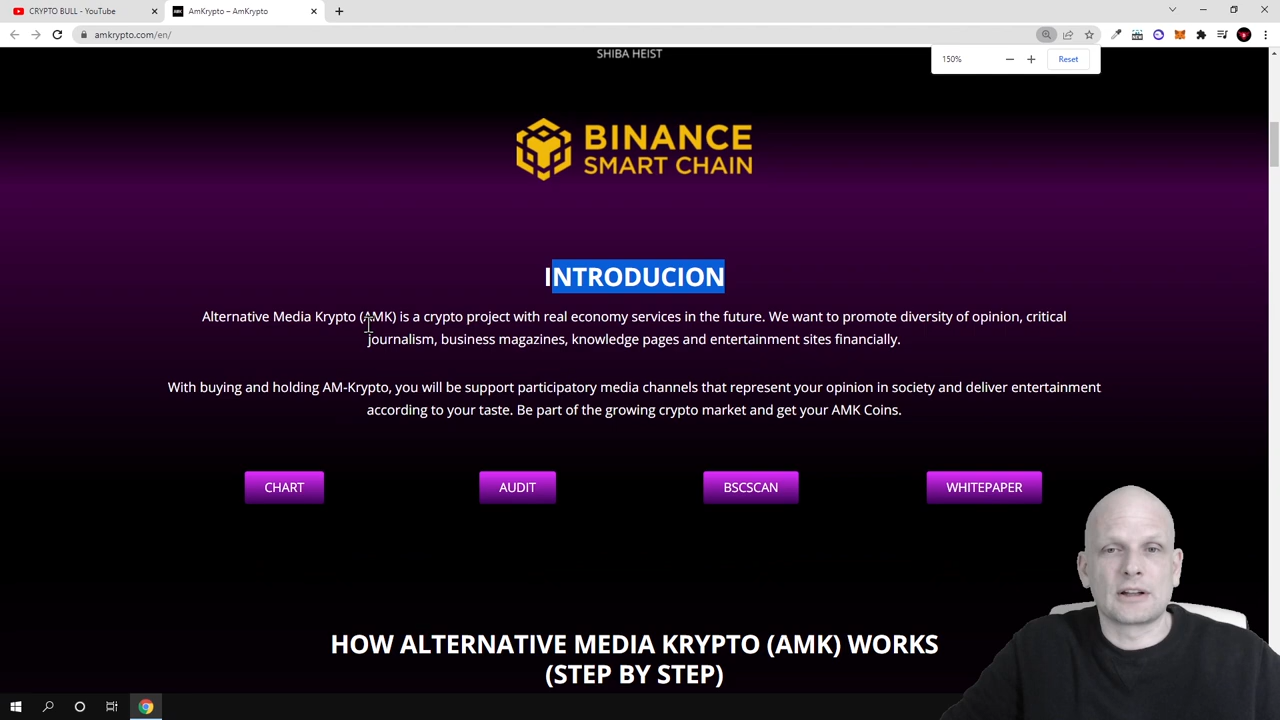 CRYPTO BULL - YouTube
AmKrypto – AmKrypto
amkrypto.com/en/
150%
Reset
SHIBA HEIST
BINANCE
SMART CHAIN
INTRODUCION
Alternative Media Krypto (AMK) is a crypto project with real economy services in the future. We want to promote diversity of opinion, critical
journalism, business magazines, knowledge pages and entertainment sites financially.
With buying and holding AM-Krypto, you will be support participatory media channels that represent your opinion in society and deliver entertainment
according to your taste. Be part of the growing crypto market and get your AMK Coins.
CHART
AUDIT
BSCSCAN
WHITEPAPER
HOW ALTERNATIVE MEDIA KRYPTO (AMK) WORKS
(STEP BY STEP)